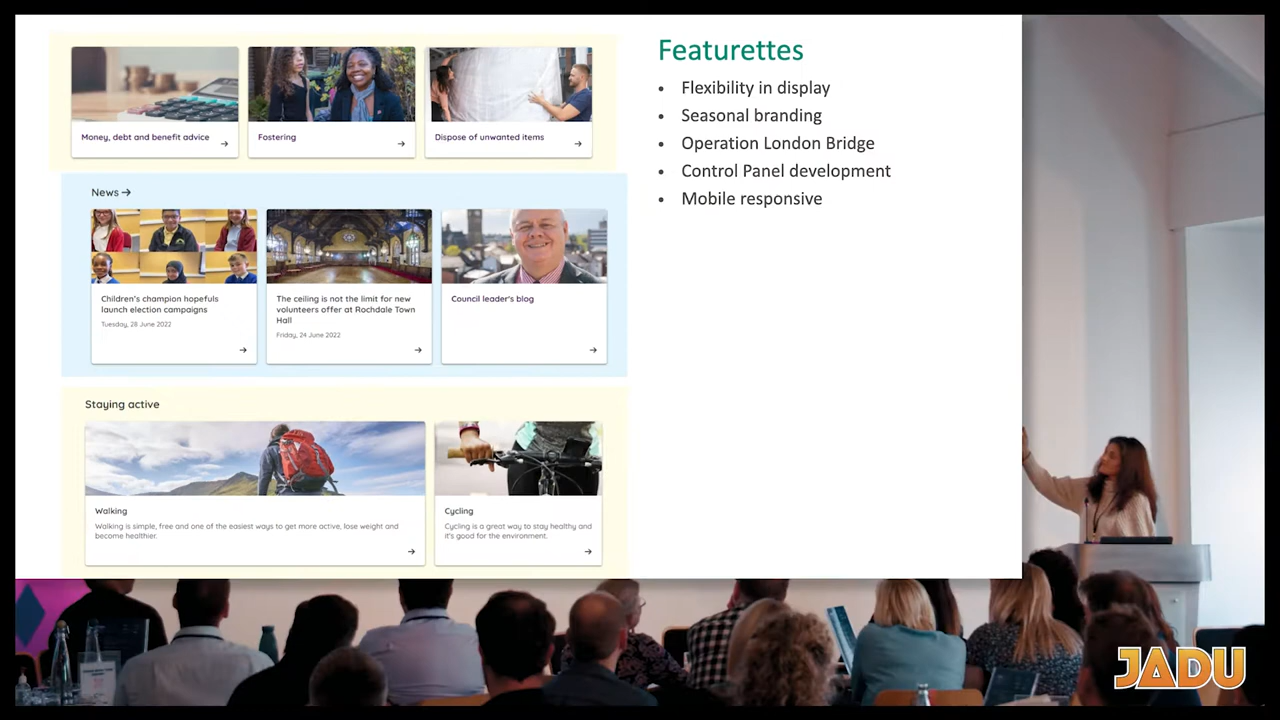 Money, debt and benefit advice
Fostering
Dispose of unwanted items
News
Children's champion hopefuls
launch election campaigns
Tuesday, 28 June 2022
The ceiling is not the limit for new
volunteers offer at Rochdale Town
Hall
Friday, 24 June 2022
Council leader's blog
Staying active
Walking
Walking is simple, free and one of the easiest ways to get more active, lose weight and
become healthier.
Cycling
Cycling is a great way to stay healthy and
it's good for the environment.
Featurettes
• Flexibility in display
• Seasonal branding
• Operation London Bridge
• Control Panel development
• Mobile responsive
JADU